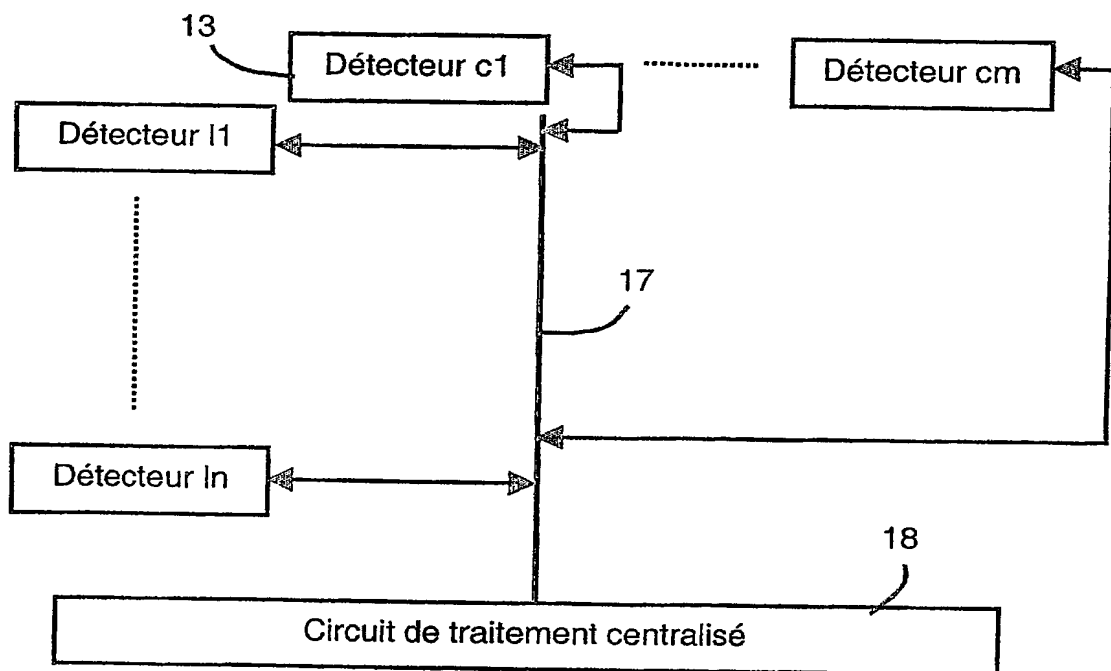 13
Détecteur c1
Détecteur cm
Détecteur l1
17
Détecteur ln
18
Circuit de traitement centralisé